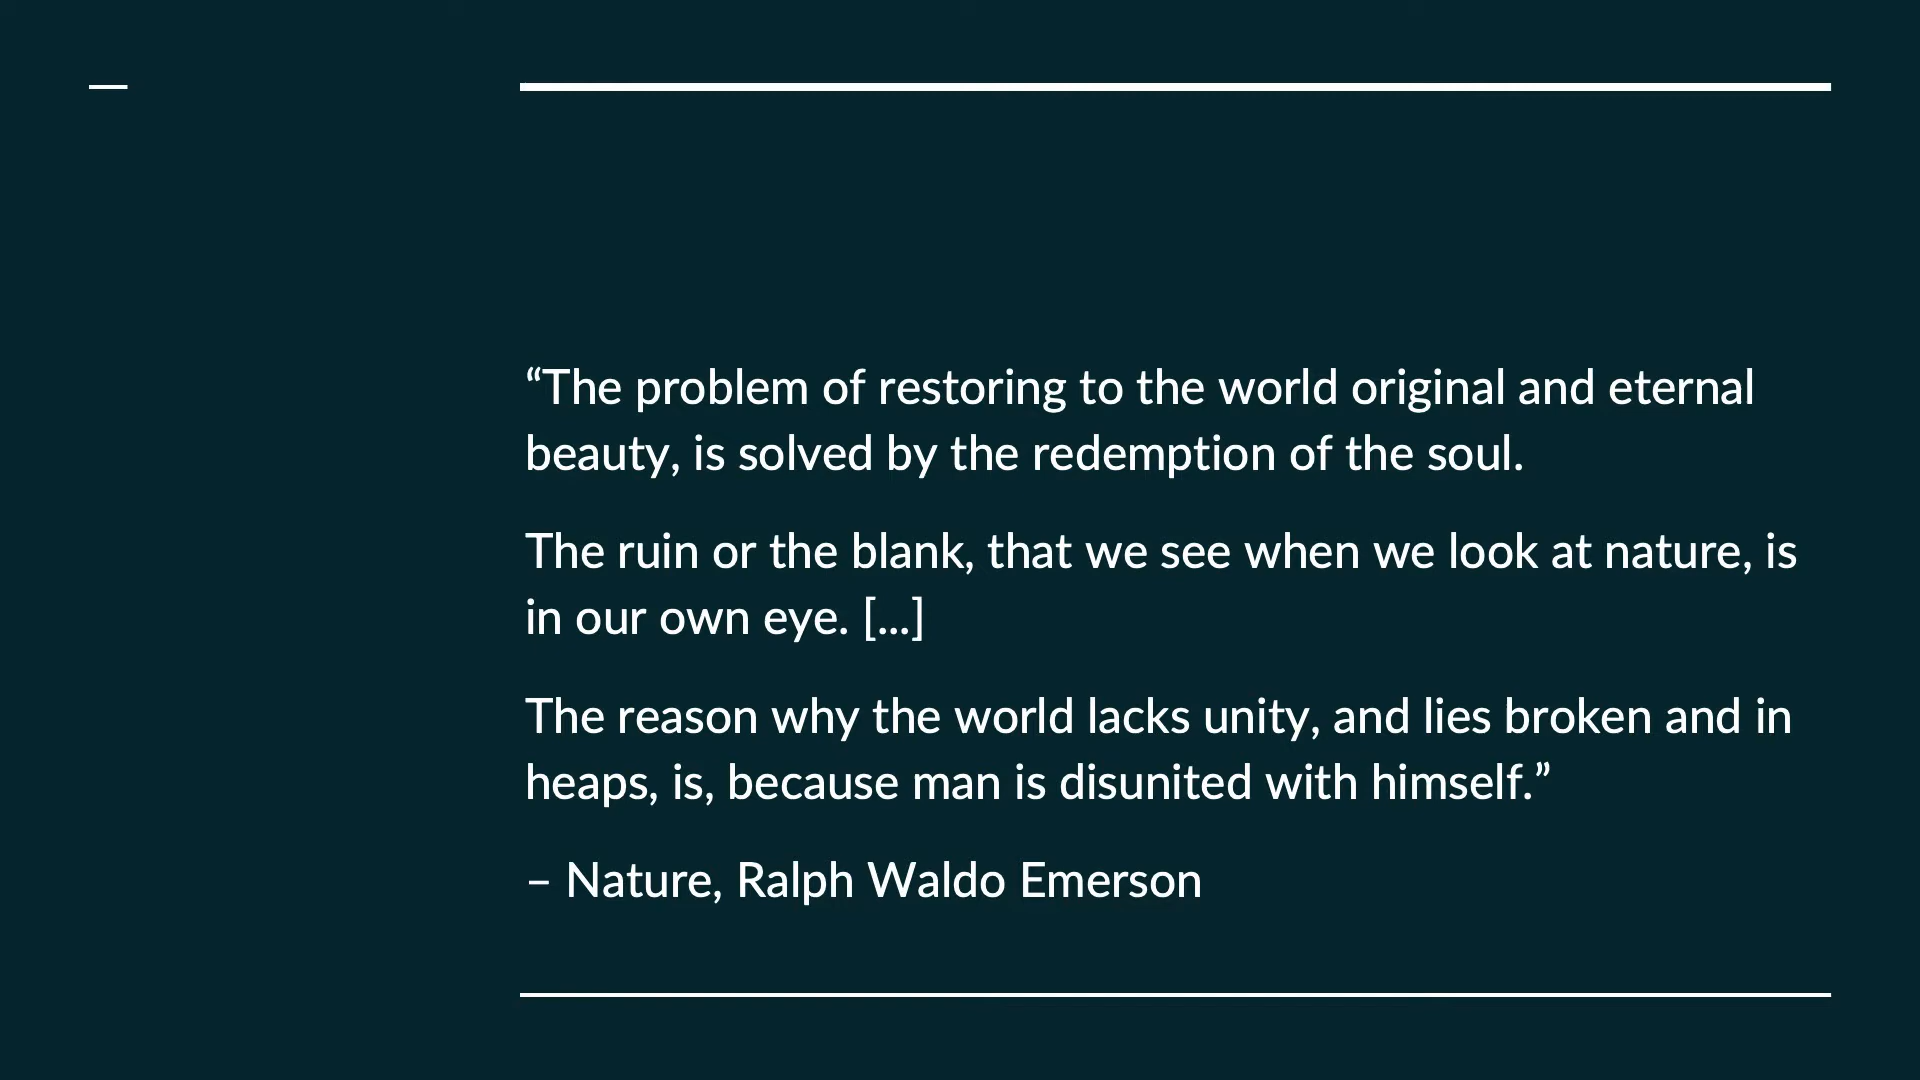 “The problem of restoring to the world original and eternal
beauty, is solved by the redemption of the soul.
The ruin or the blank, that we see when we look at nature, is
in our own eye. [...]
The reason why the world lacks unity, and lies broken and in
heaps, is, because man is disunited with himself.”
– Nature, Ralph Waldo Emerson